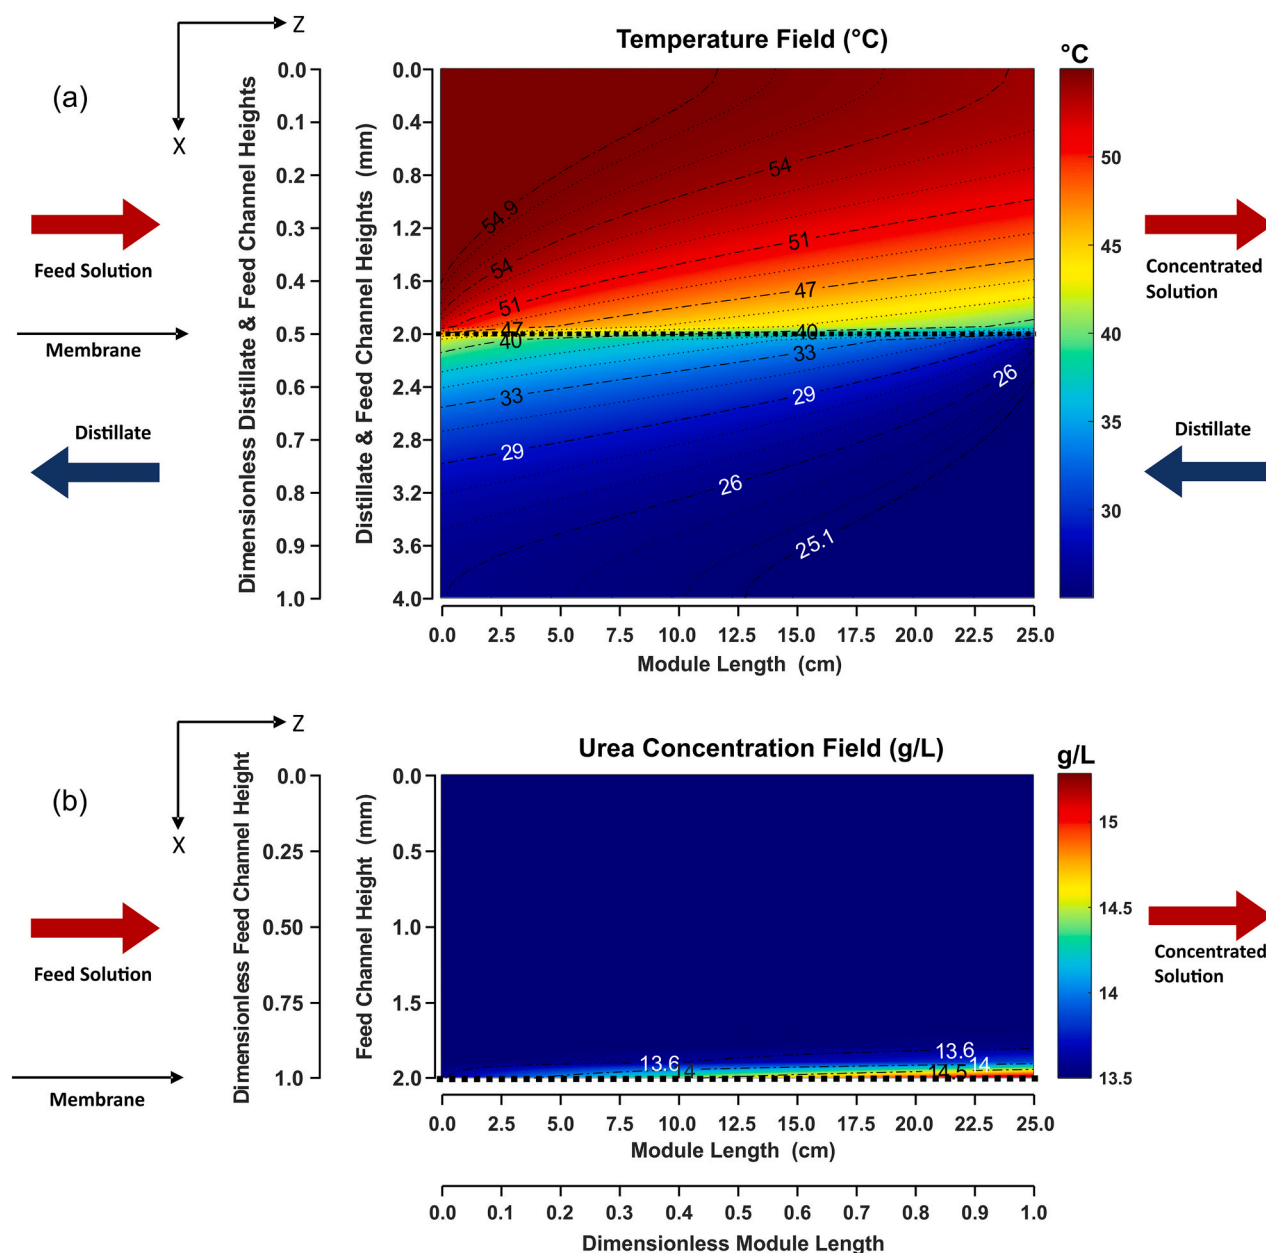 Z
X
(a)
Temperature Field (°C)
°C
Dimensionless Distillate & Feed Channel Heights
0.0
0.1
0.2
0.3
0.4
0.5
0.6
0.7
0.8
0.9
1.0
Distillate & Feed Channel Heights (mm)
0.0
0.4
0.8
1.2
1.6
2.0
2.4
2.8
3.2
3.6
4.0
Feed Solution
Membrane
Distillate
54.9
54
54
51
51
47
47
40
40
33
33
29
29
26
26
25.1
50
45
40
35
30
Concentrated
Solution
Distillate
0.0 2.5 5.0 7.5 10.0 12.5 15.0 17.5 20.0 22.5 25.0
Module Length (cm)
Z
X
(b)
Urea Concentration Field (g/L)
g/L
Dimensionless Feed Channel Height
0.0
0.25
0.50
0.75
1.0
Feed Channel Height (mm)
0.0
0.5
1.0
1.5
2.0
Feed Solution
Membrane
13.6
13.6
14
14
14.5
15
14.5
14
13.5
Concentrated
Solution
0.0 2.5 5.0 7.5 10.0 12.5 15.0 17.5 20.0 22.5 25.0
Module Length (cm)
0.0 0.1 0.2 0.3 0.4 0.5 0.6 0.7 0.8 0.9 1.0
Dimensionless Module Length